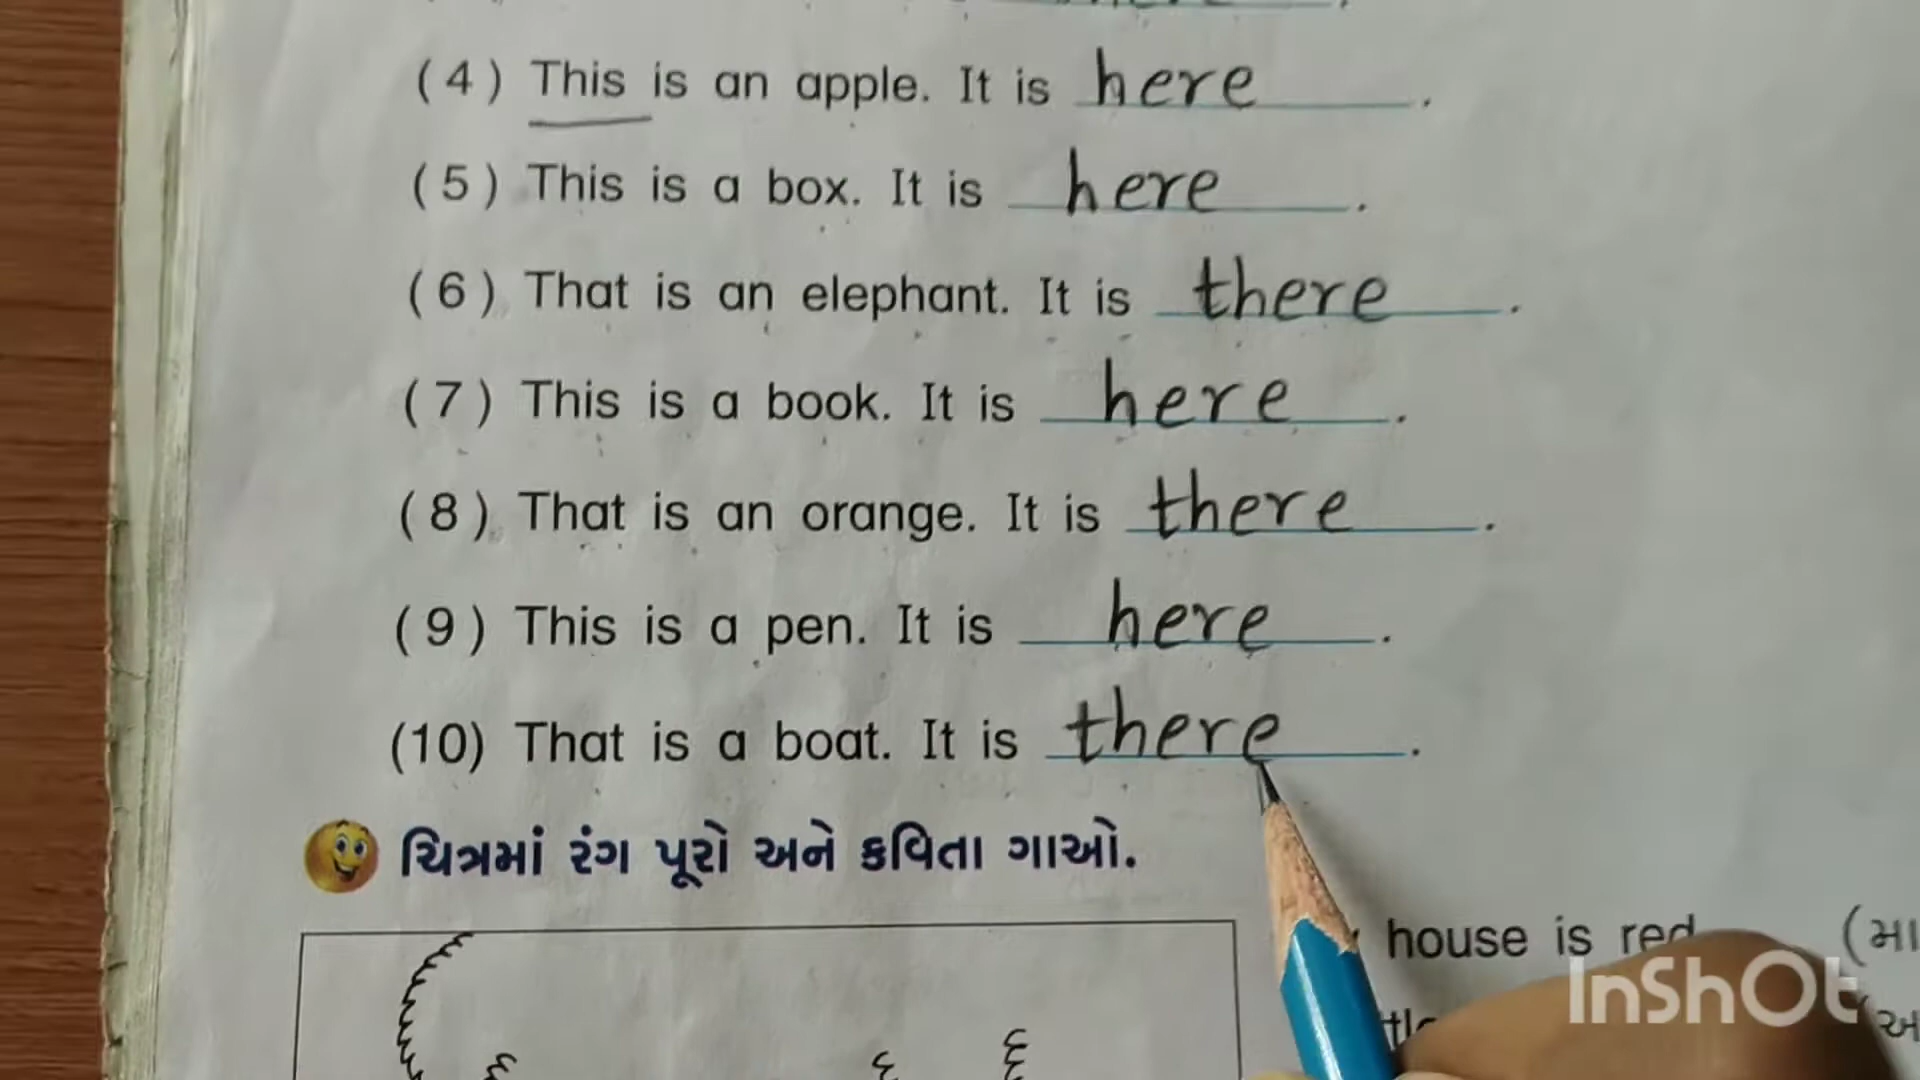 (4) This is an apple. It is here.
(5) This is a box. It is here.
(6) That is an elephant. It is there.
(7) This is a book. It is here.
(8) That is an orange. It is there.
(9) This is a pen. It is here.
(10) That is a boat. It is there.
ચિત્રમાં રંગ પૂરો અને કવિતા ગાઓ.
house is red
InShOt